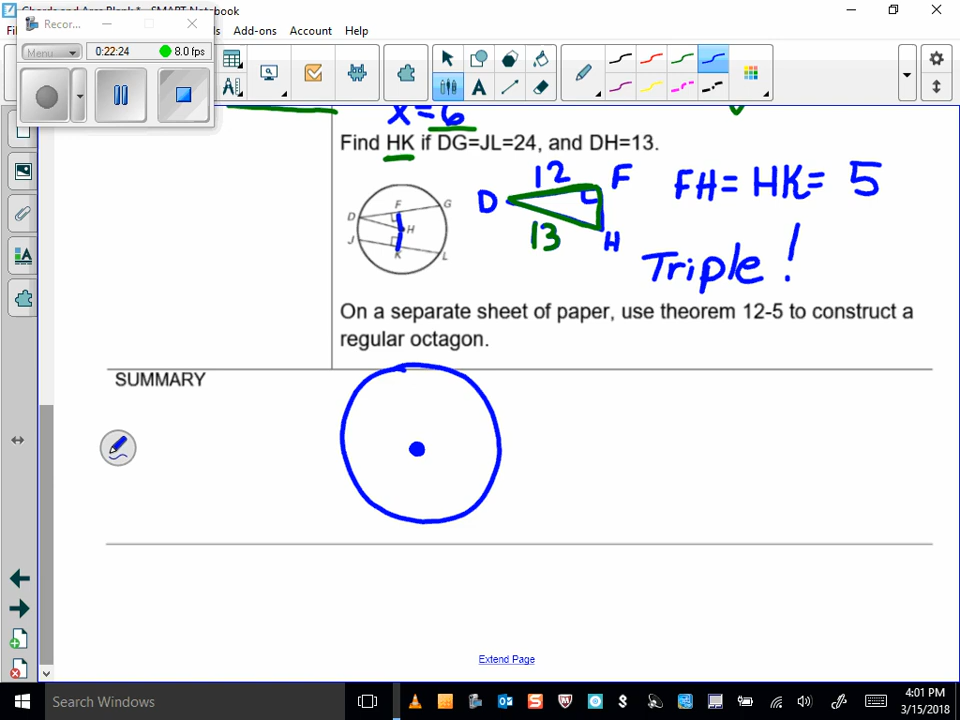 Chords and Arcs Blank* - SMART Notebook
Recor...
Fi
Add-ons Account Help
Menu
0:22:24
8.0 fps
A
x=6
Find HK if DG=JL=24, and DH=13.
12 F
D
13
H
FH= HK= 5
Triple!
F
G
D
H
J
K
L
On a separate sheet of paper, use theorem 12-5 to construct a
regular octagon.
SUMMARY
Extend Page
Search Windows
4:01 PM
3/15/2018